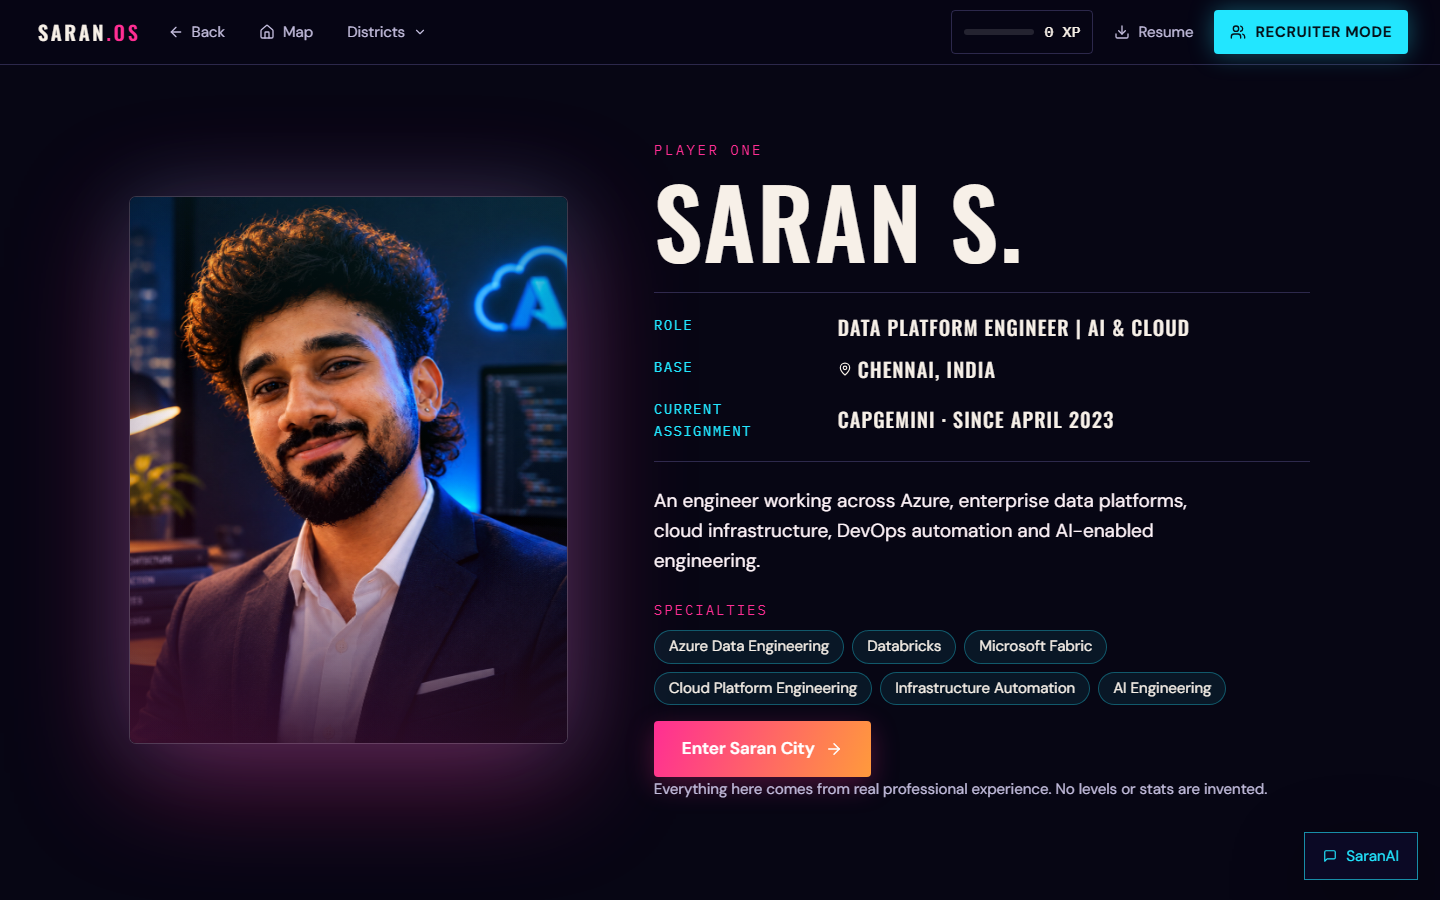 SARAN.OS
Back
Map
Districts
0 XP
Resume
RECRUITER MODE
PLAYER ONE
SARAN S.
ROLE
DATA PLATFORM ENGINEER | AI & CLOUD
BASE
CHENNAI, INDIA
CURRENT
ASSIGNMENT
CAPGEMINI · SINCE APRIL 2023
An engineer working across Azure, enterprise data platforms,
cloud infrastructure, DevOps automation and AI-enabled
engineering.
SPECIALTIES
Azure Data Engineering
Databricks
Microsoft Fabric
Cloud Platform Engineering
Infrastructure Automation
AI Engineering
Enter Saran City
Everything here comes from real professional experience. No levels or stats are invented.
SaranAI
A